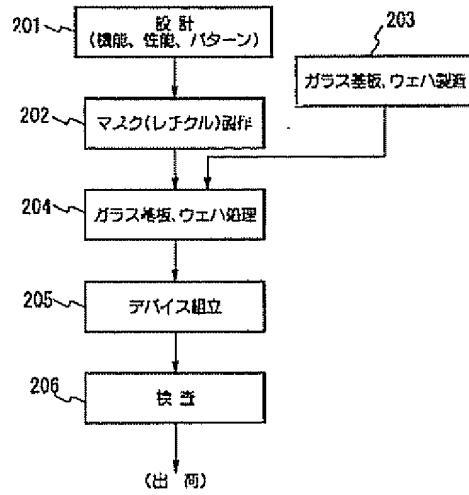 201
設計
(機能、性能、パターン)
203
ガラス基板、ウェハ製造
202
マスク(レチクル)製作
204
ガラス基板、ウェハ処理
205
デバイス組立
206
検 査
(出 荷)